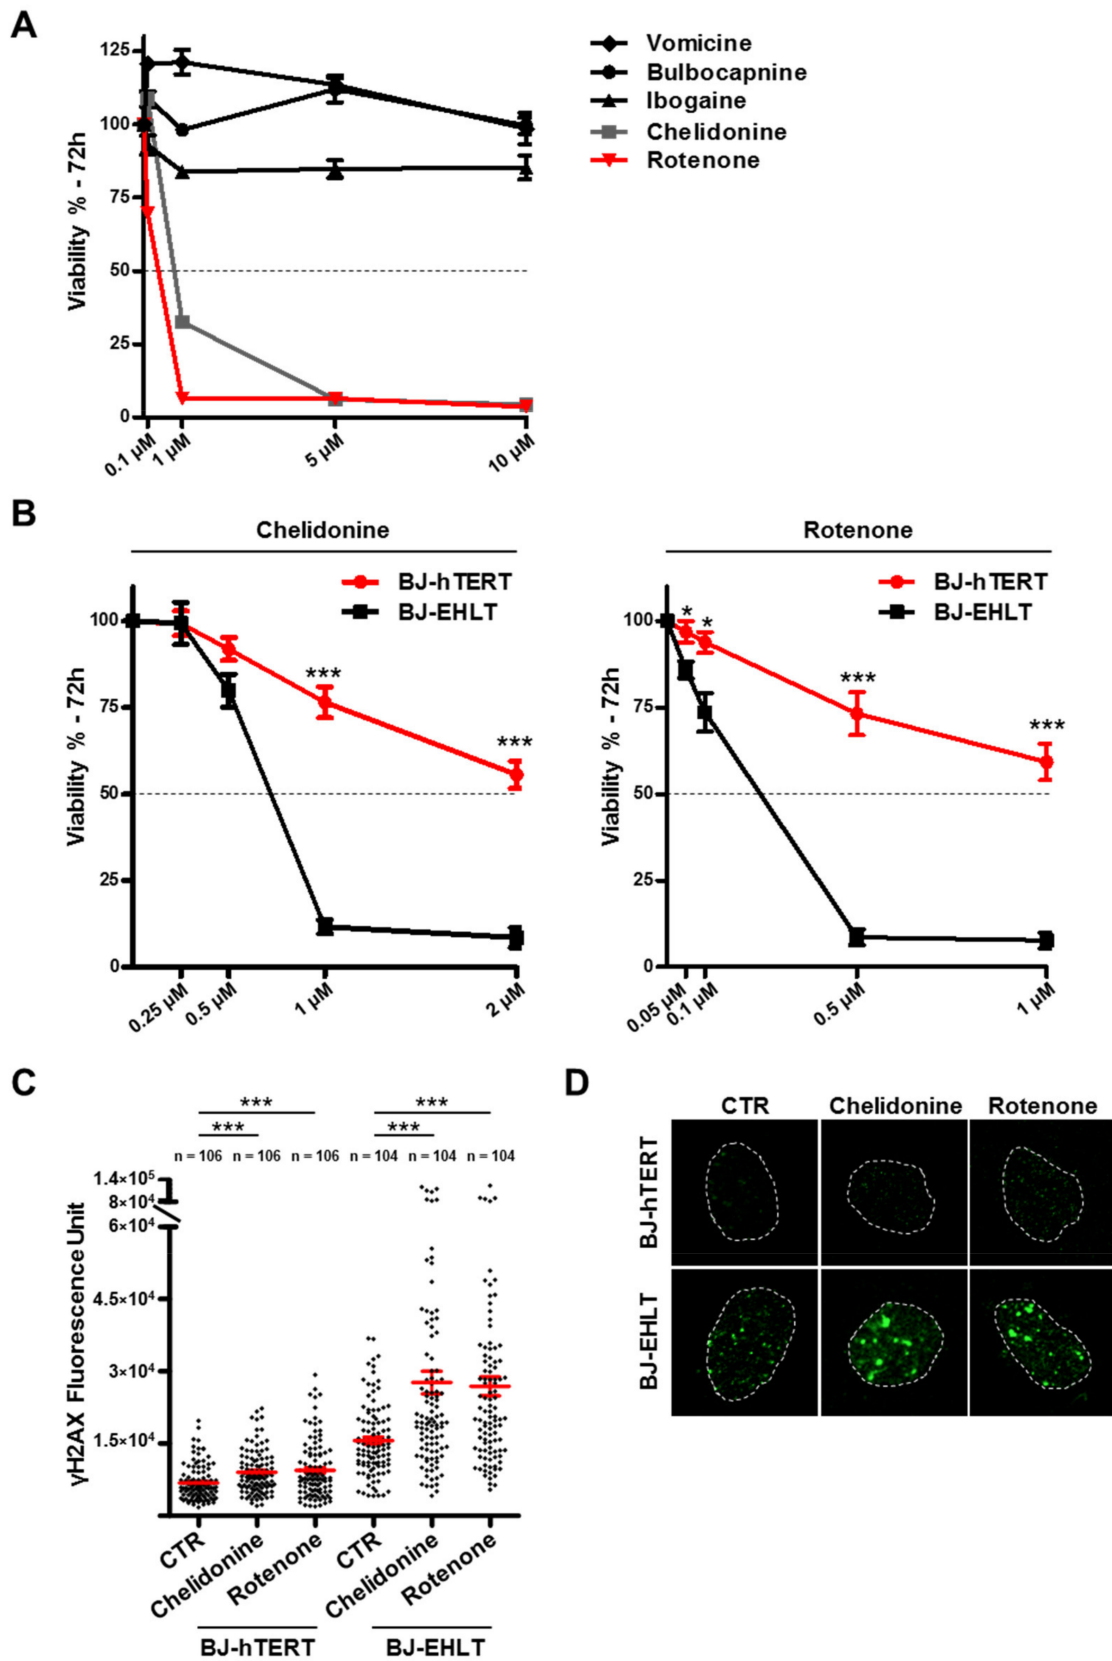 A
125
100
75
50
25
0
Viability % - 72h
0.1 μM
1 μM
5 μM
10 μM
Vomicine
Bulbocapnine
Ibogaine
Chelidonine
Rotenone
B
Chelidonine
BJ-hTERT
BJ-EHLT
100
75
50
25
0
Viability % - 72h
***
***
0.25 μM
0.5 μM
1 μM
2 μM
Rotenone
BJ-hTERT
BJ-EHLT
100
75
50
25
0
Viability % - 72h
*
*
***
***
0.05 μM
0.1 μM
0.5 μM
1 μM
C
***
***
***
***
n = 106 n = 106 n = 106 n = 104 n = 104 n = 104
1.4×10⁵
8×10⁴
6×10⁴
4.5×10⁴
3×10⁴
1.5×10⁴
γH2AX Fluorescence Unit
CTR
Chelidonine
Rotenone
CTR
Chelidonine
Rotenone
BJ-hTERT
BJ-EHLT
D
CTR Chelidonine Rotenone
BJ-hTERT
BJ-EHLT